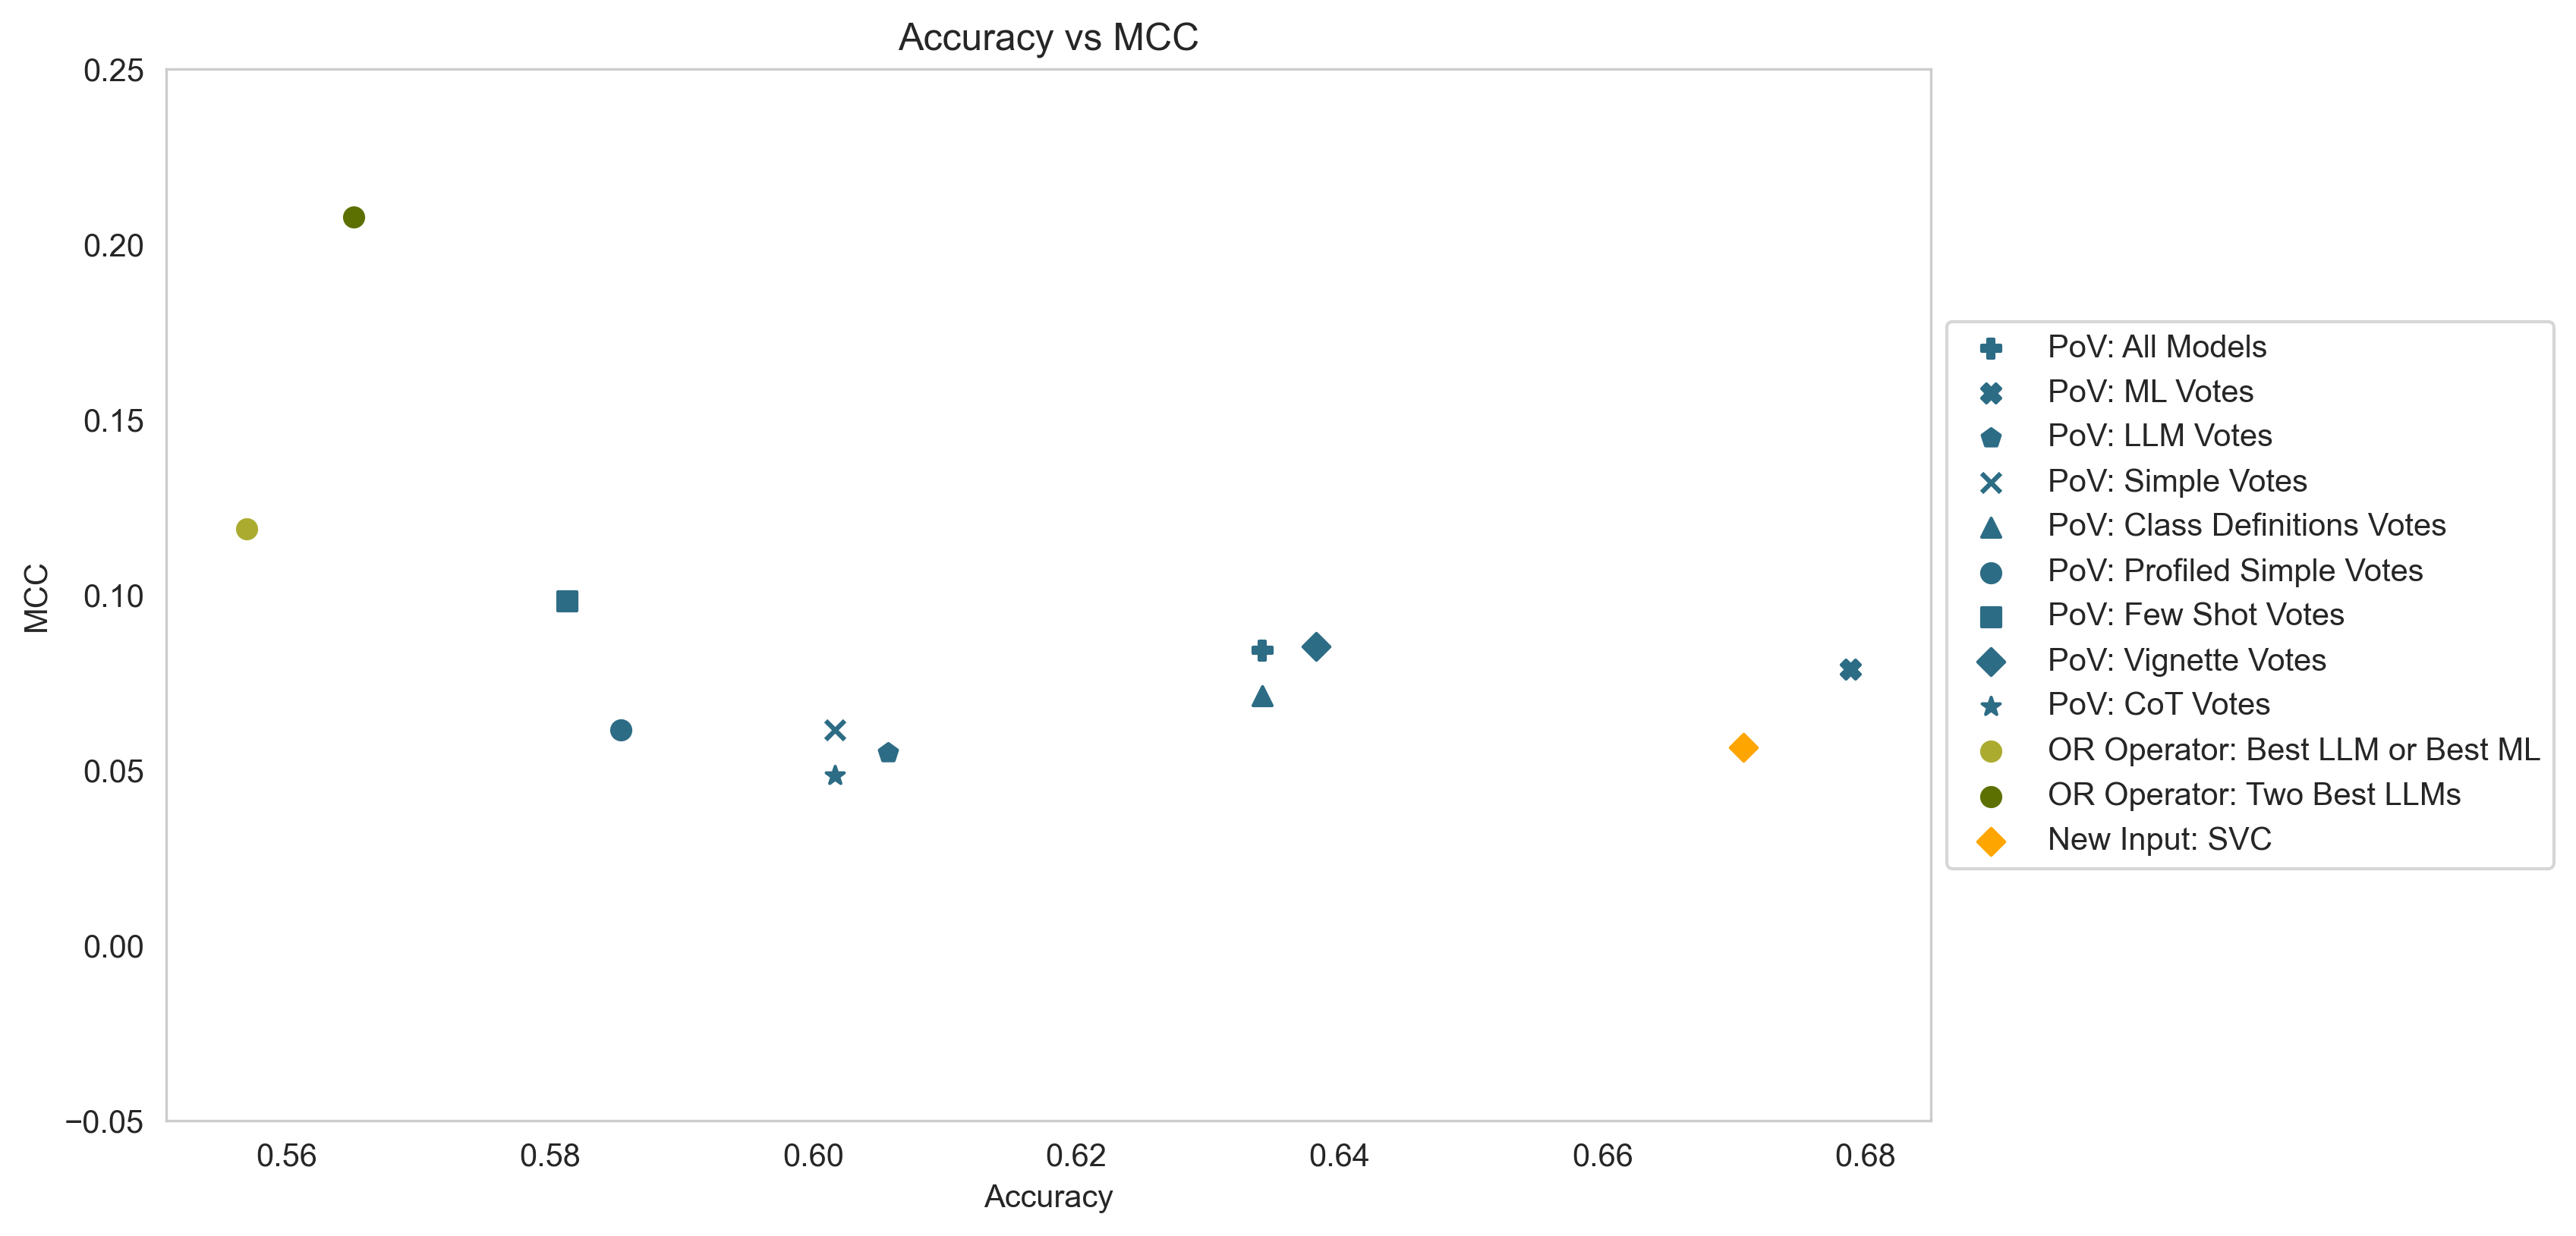 Accuracy vs MCC
0.25
0.20
0.15
0.10
0.05
0.00
−0.05
MCC
0.56 0.58 0.60 0.62 0.64 0.66 0.68
Accuracy
PoV: All Models
PoV: ML Votes
PoV: LLM Votes
PoV: Simple Votes
PoV: Class Definitions Votes
PoV: Profiled Simple Votes
PoV: Few Shot Votes
PoV: Vignette Votes
PoV: CoT Votes
OR Operator: Best LLM or Best ML
OR Operator: Two Best LLMs
New Input: SVC